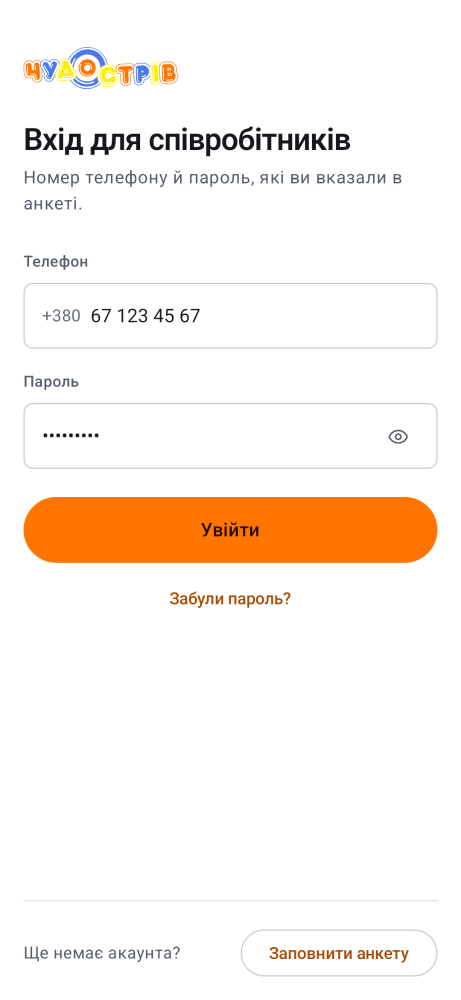 ЧУДОСТРІВ
Вхід для співробітників
Номер телефону й пароль, які ви вказали в
анкеті.
Телефон
+380 67 123 45 67
Пароль
•••••••••
Увійти
Забули пароль?
Ще немає акаунта?
Заповнити анкету